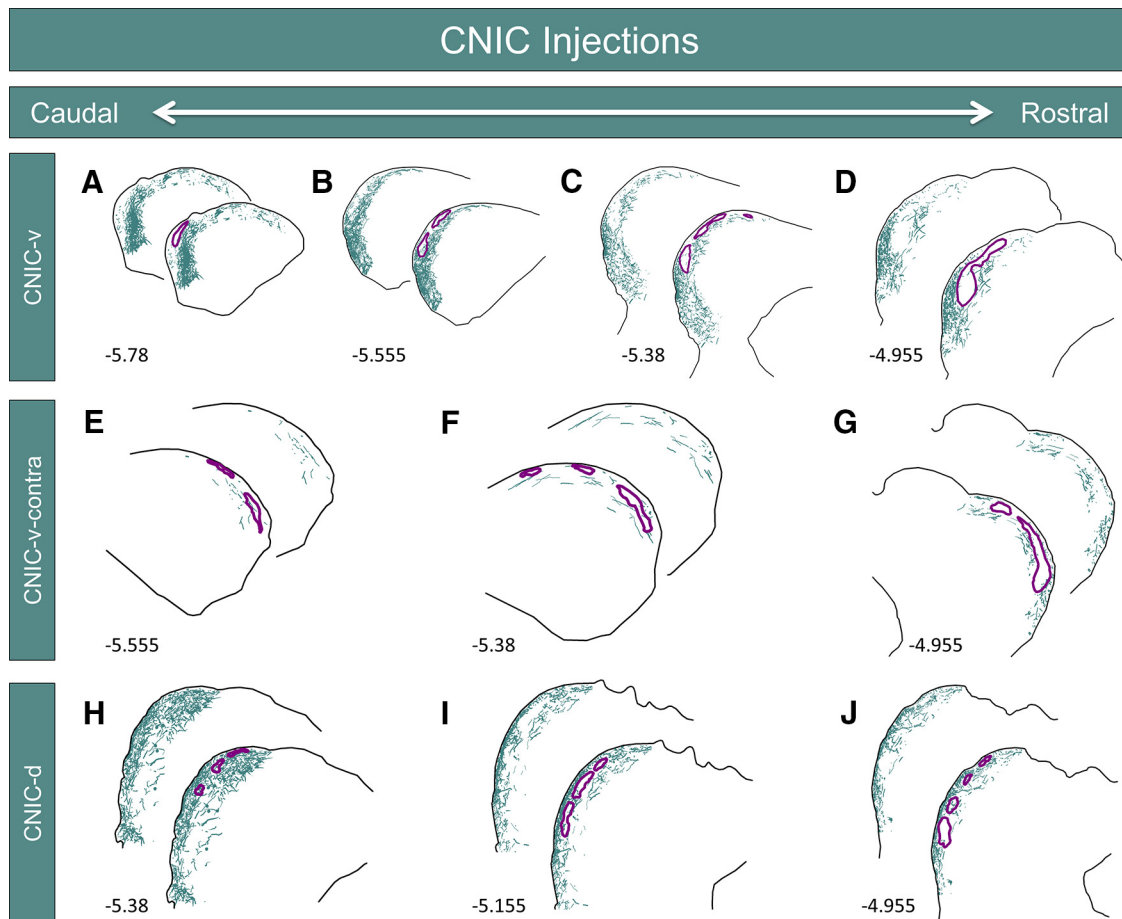 CNIC Injections
Caudal Rostral
CNIC-v
A B C D
-5.78 -5.555 -5.38 -4.955
CNIC-v-contra
E F G
-5.555 -5.38 -4.955
CNIC-d
H I J
-5.38 -5.155 -4.955